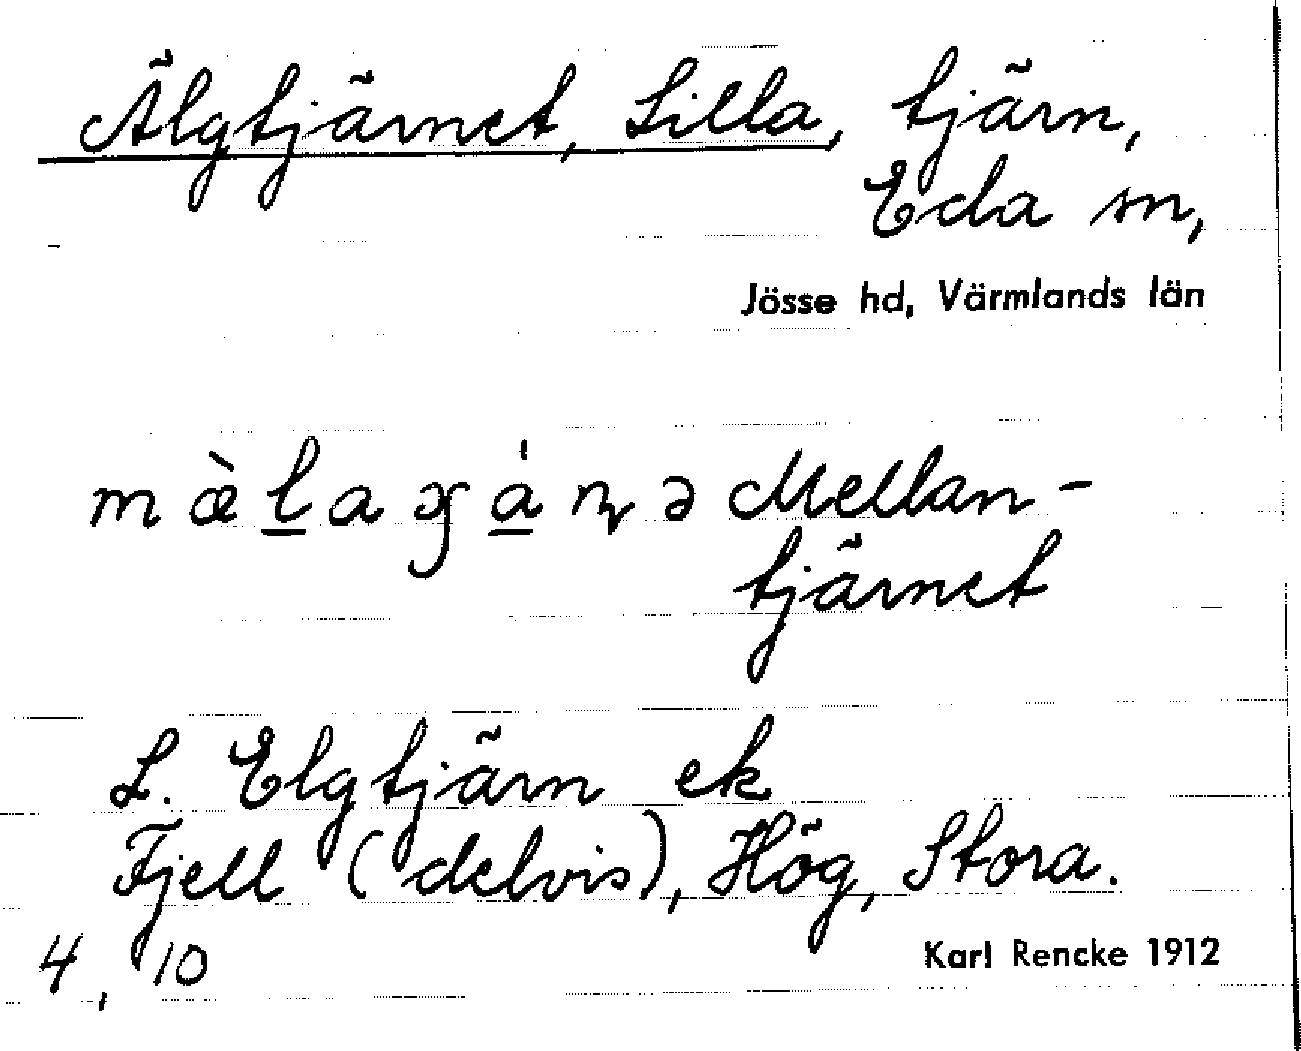 Älgtjärnet, Lilla, tjärn,
Eda sn,
Jösse hd, Värmlands län
Mellan-
tjärnet
L. Elgtjärn ek
Fjell (delvis), Hög, Stora.
4, 10
Karl Rencke 1912